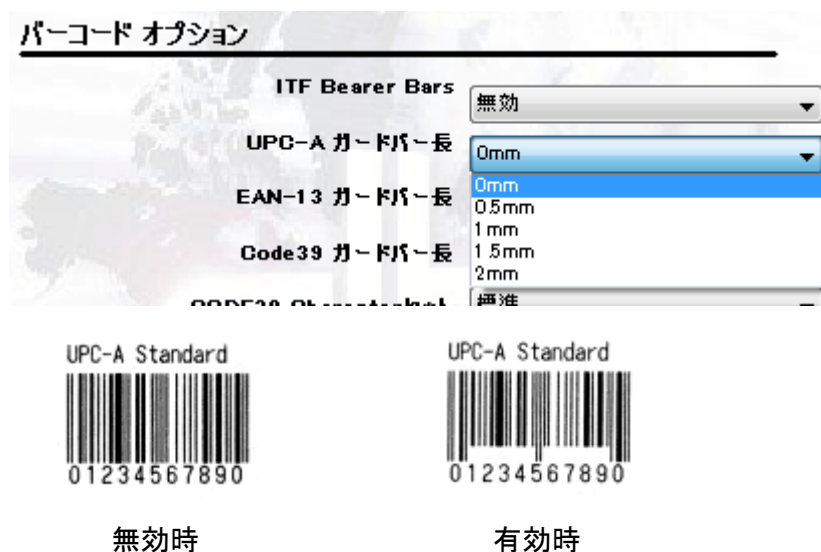 バーコード オプション
ITF Bearer Bars 無効
UPC-A ガードバー長 0mm
0mm
EAN-13 ガードバー長 0.5mm
1mm
Code39 ガードバー長 1.5mm
2mm
標準
UPC-A Standard UPC-A Standard
01234567890 01234567890
無効時 有効時